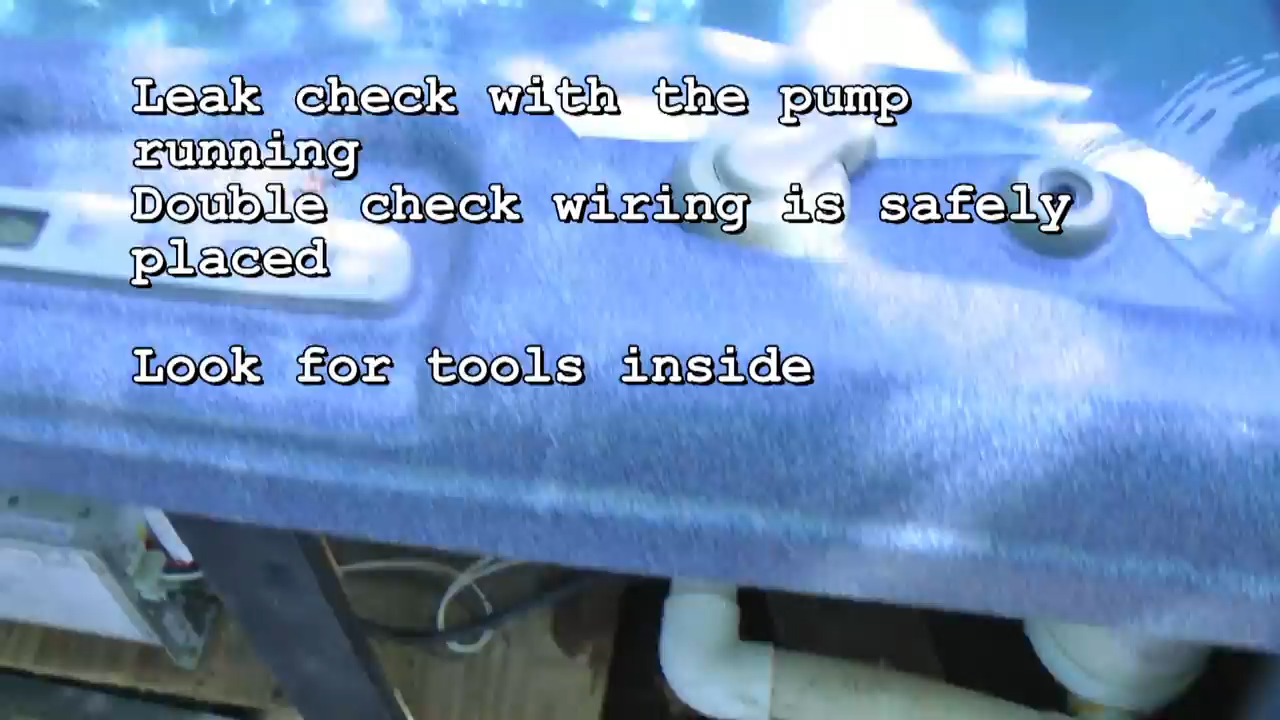 Leak check with the pump
running
Double check wiring is safely
placed
Look for tools inside